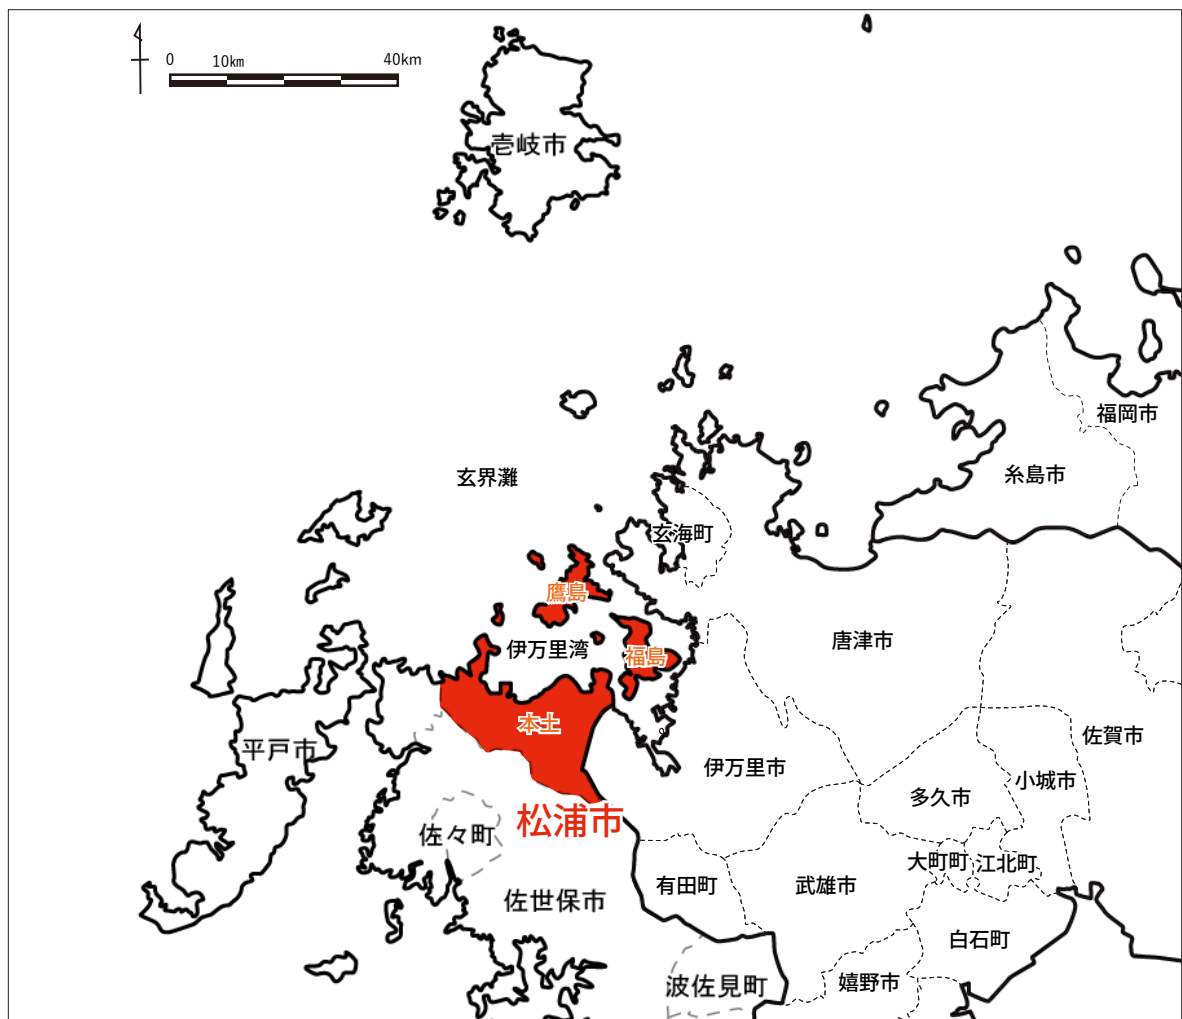 0 10km 40km
壱岐市
福岡市
糸島市
玄界灘
玄海町
鷹島
唐津市
伊万里湾
福島
本土
佐賀市
平戸市
伊万里市
小城市
多久市
松浦市
佐々町
大町町
江北町
有田町
武雄市
佐世保市
白石町
嬉野市
波佐見町